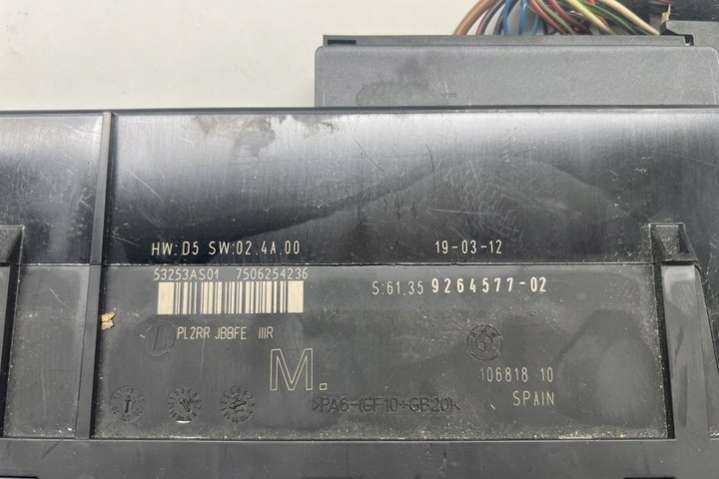 HW:D5 SW:02.4A.00
19-03-12
53253AS01 7506254236
S:61.35 9264577-02
PL2RR JBBFE IIIR
M.
106818 10
>PA6-(GF10+GB20)<
SPAIN